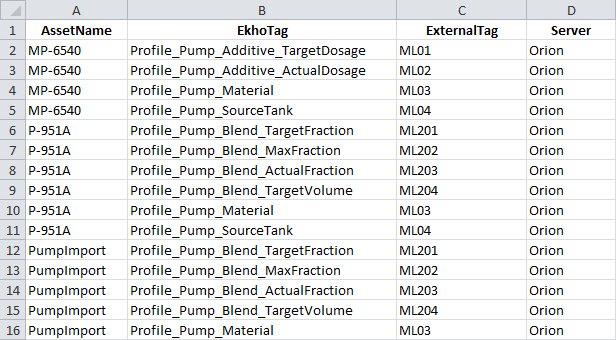 A B C D
1 AssetName EkhoTag ExternalTag Server
2 MP-6540 Profile_Pump_Additive_TargetDosage ML01 Orion
3 MP-6540 Profile_Pump_Additive_ActualDosage ML02 Orion
4 MP-6540 Profile_Pump_Material ML03 Orion
5 MP-6540 Profile_Pump_SourceTank ML04 Orion
6 P-951A Profile_Pump_Blend_TargetFraction ML201 Orion
7 P-951A Profile_Pump_Blend_MaxFraction ML202 Orion
8 P-951A Profile_Pump_Blend_ActualFraction ML203 Orion
9 P-951A Profile_Pump_Blend_TargetVolume ML204 Orion
10 P-951A Profile_Pump_Material ML03 Orion
11 P-951A Profile_Pump_SourceTank ML04 Orion
12 PumpImport Profile_Pump_Blend_TargetFraction ML201 Orion
13 PumpImport Profile_Pump_Blend_MaxFraction ML202 Orion
14 PumpImport Profile_Pump_Blend_ActualFraction ML203 Orion
15 PumpImport Profile_Pump_Blend_TargetVolume ML204 Orion
16 PumpImport Profile_Pump_Material ML03 Orion